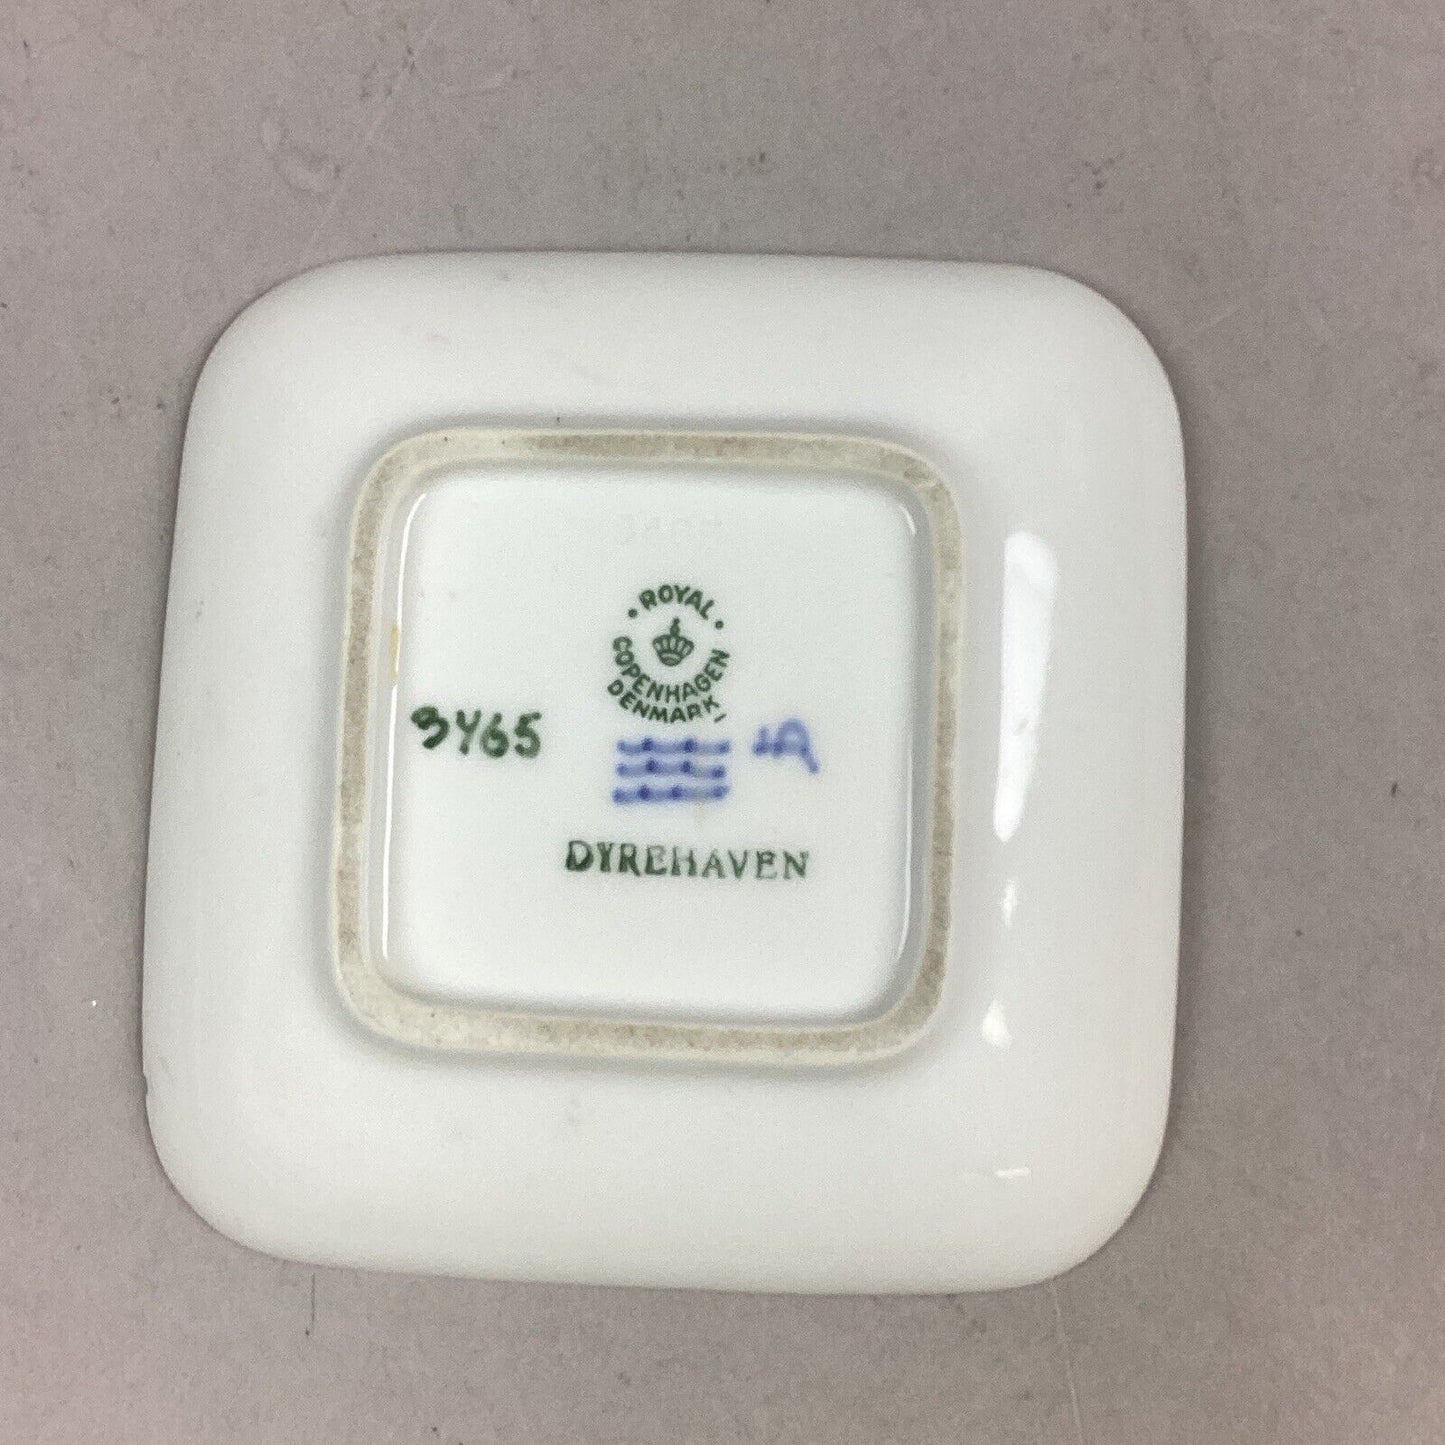 ROYAL
COPENHAGEN
DENMARK
3465
DYREHAVEN